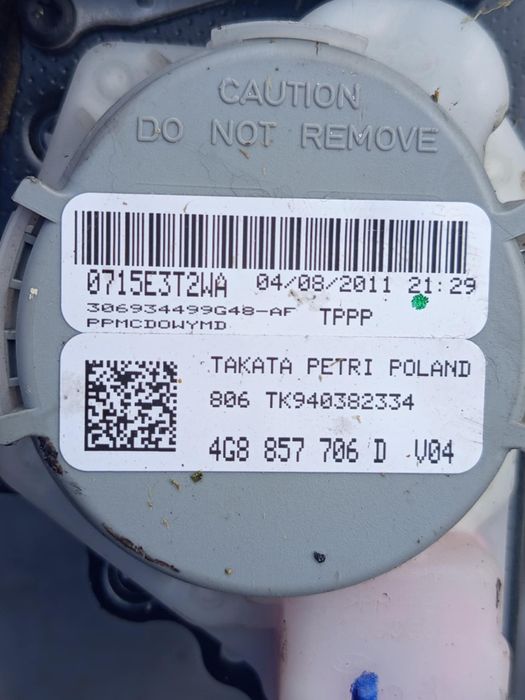 CAUTION
DO NOT REMOVE
0715E3T2WA 04/08/2011 21:29
306934499G48-AF TPPP
PPMCDOWYMD
TAKATA PETRI POLAND
806 TK940382334
4G8 857 706 D V04